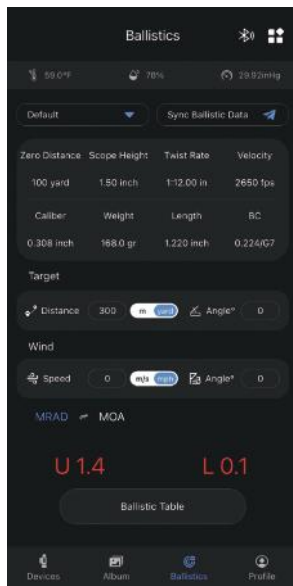 Ballistics
59.0°F 78% 29.92inHg
Default Sync Ballistic Data
Zero Distance Scope Height Twist Rate Velocity
100 yard 1.50 inch 1:12.00 in 2650 fps
Caliber Weight Length BC
0.308 inch 168.0 gr 1.220 inch 0.224/G7
Target
Distance 300 m yard Angle° 0
Wind
Speed 0 m/s mph Angle° 0
MRAD MOA
U 1.4 L 0.1
Ballistic Table
Devices Album Ballistics Profile